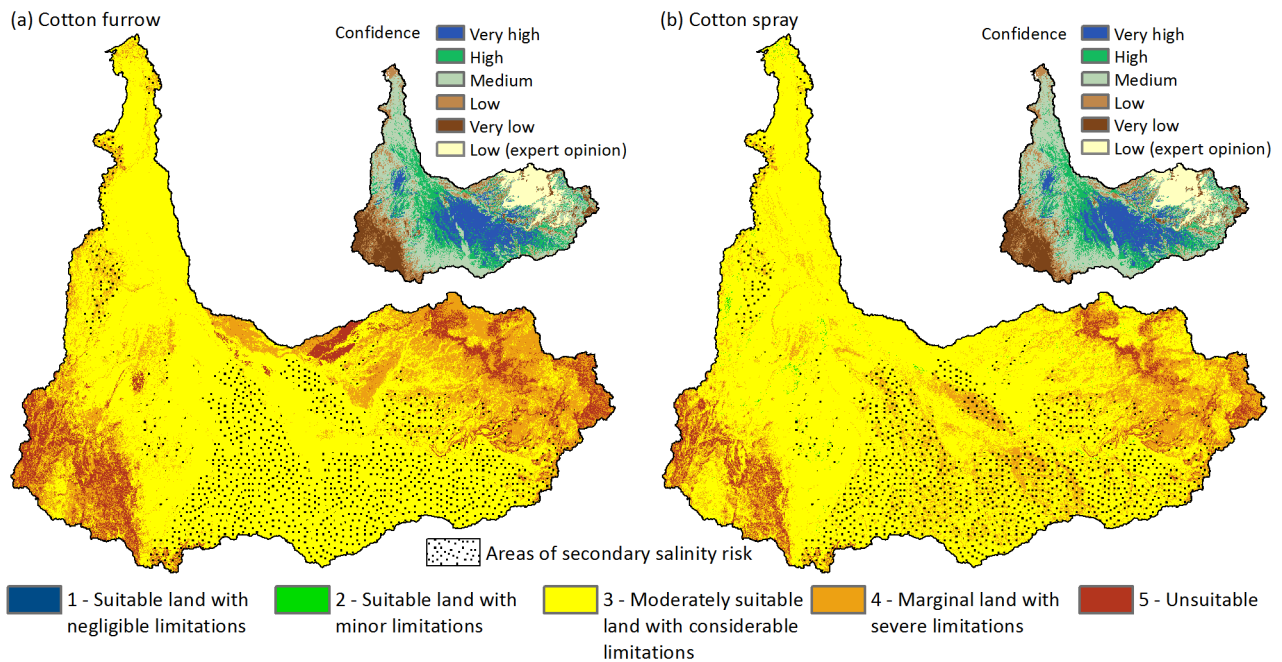 (a) Cotton furrow
Confidence
Very high
High
Medium
Low
Very low
Low (expert opinion)
(b) Cotton spray
Confidence
Very high
High
Medium
Low
Very low
Low (expert opinion)
Areas of secondary salinity risk
1 - Suitable land with
negligible limitations
2 - Suitable land with
minor limitations
3 - Moderately suitable
land with considerable
limitations
4 - Marginal land with
severe limitations
5 - Unsuitable